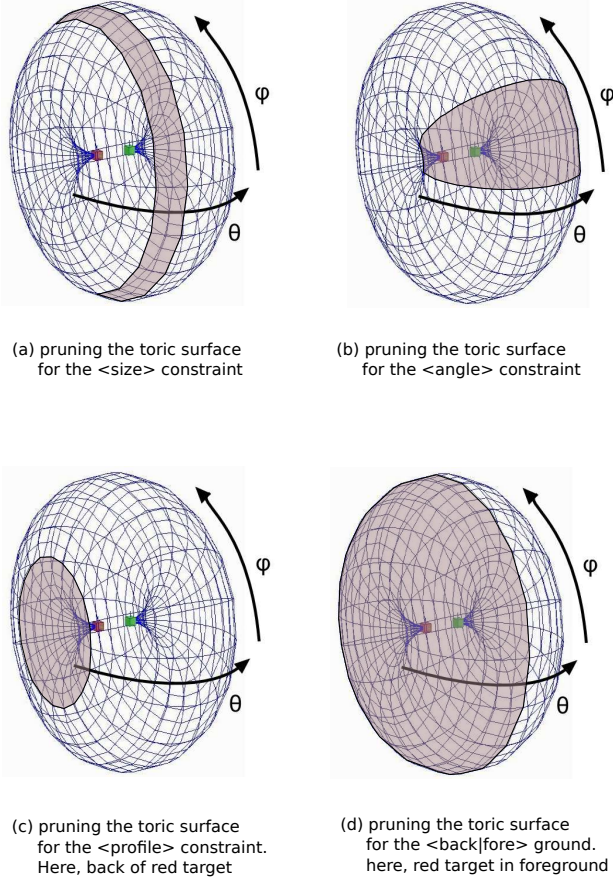 φ
θ
φ
θ
(a) pruning the toric surface
for the <size> constraint
(b) pruning the toric surface
for the <angle> constraint
φ
θ
φ
θ
(c) pruning the toric surface
for the <profile> constraint.
Here, back of red target
(d) pruning the toric surface
for the <back|fore> ground.
here, red target in foreground